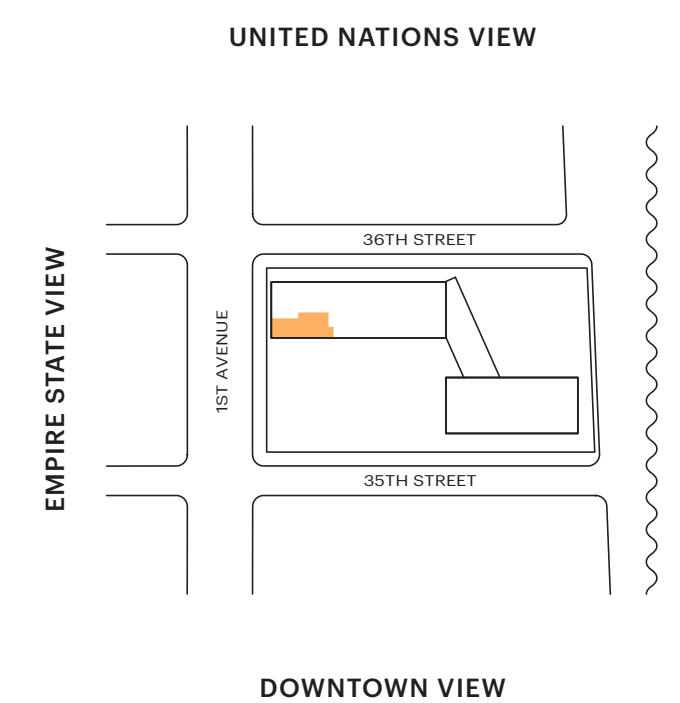 UNITED NATIONS VIEW
36TH STREET
EMPIRE STATE VIEW
1ST AVENUE
35TH STREET
DOWNTOWN VIEW